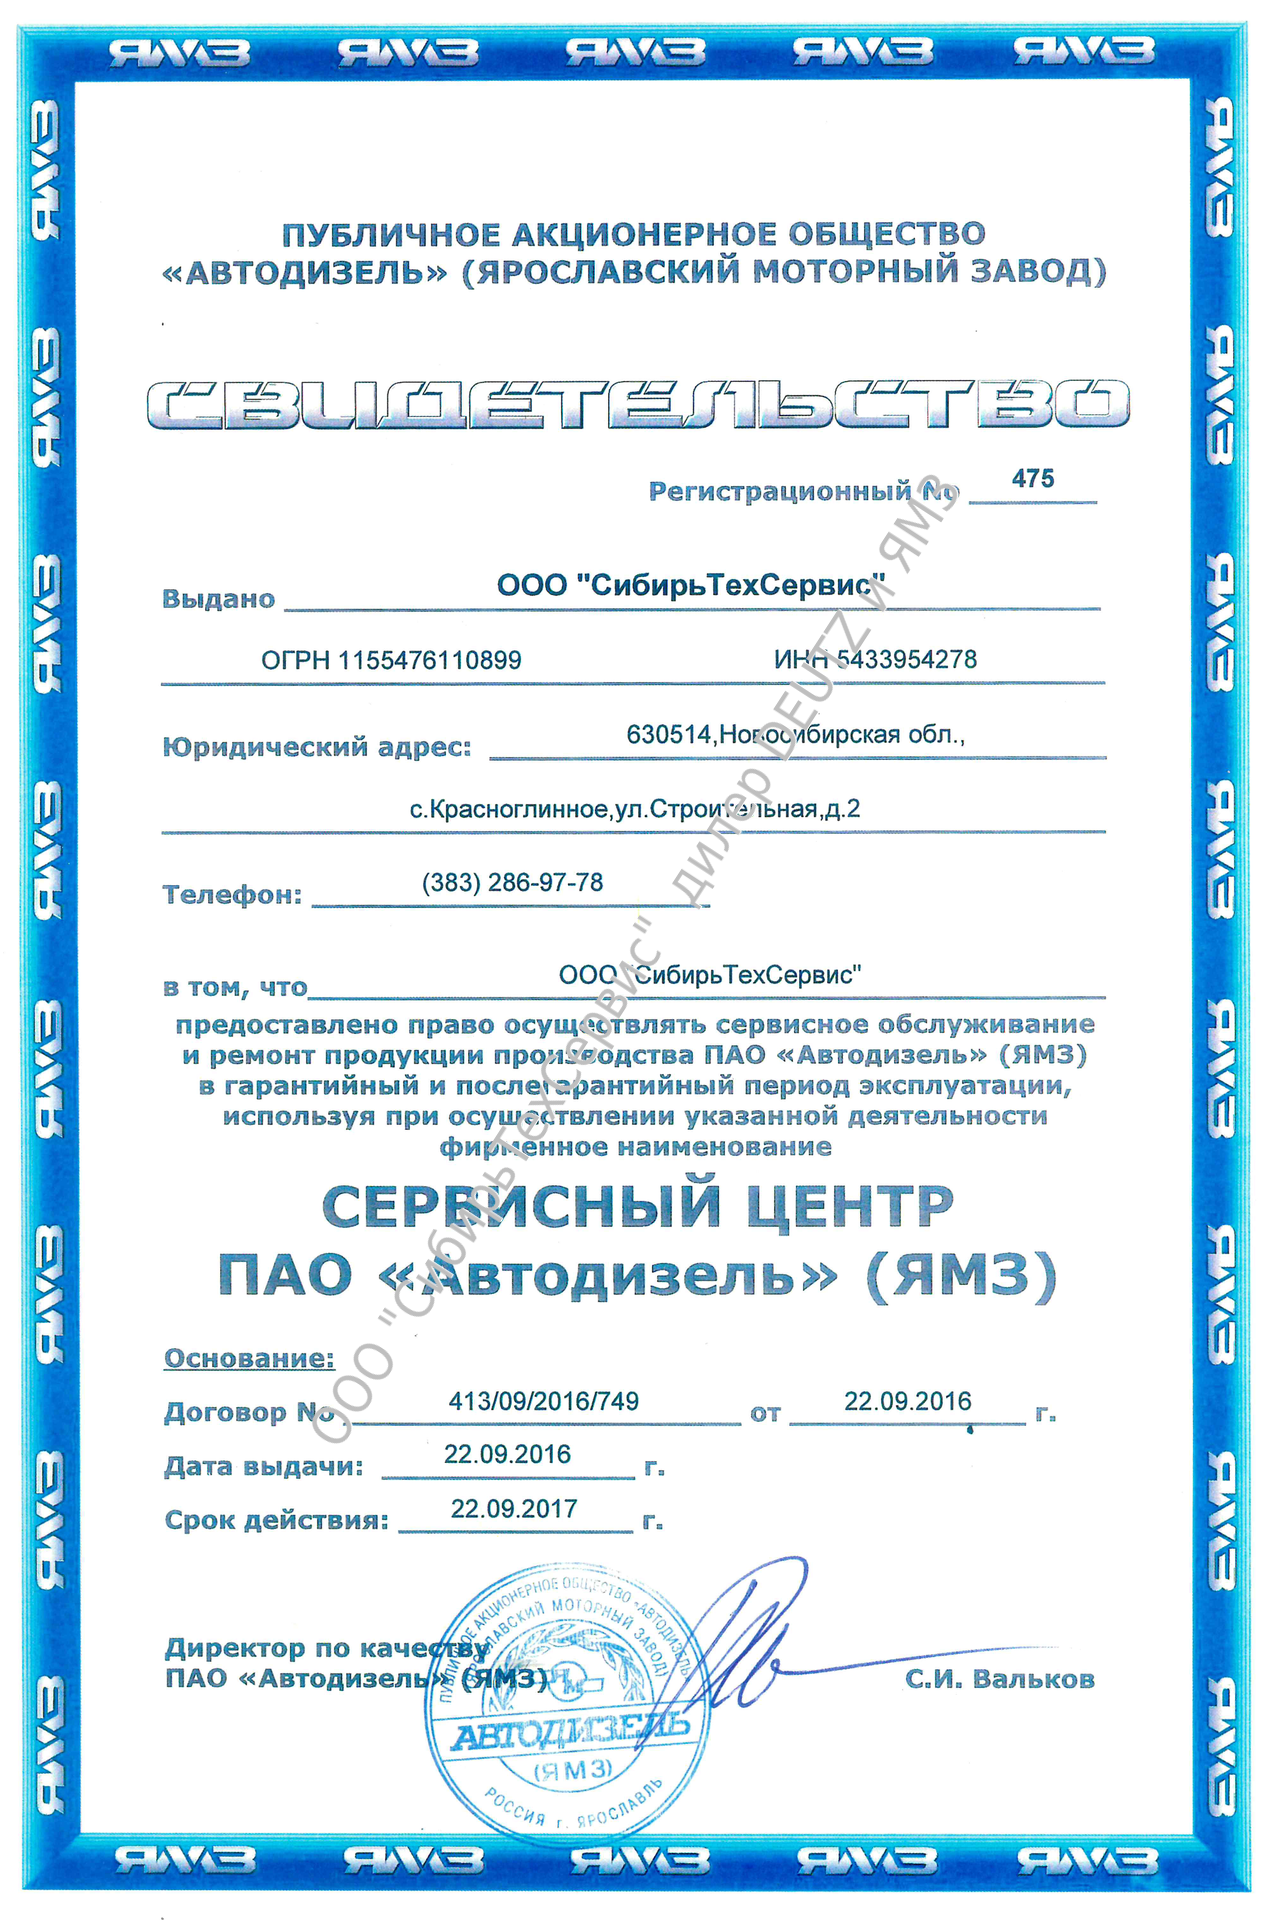 ЯМЗ ЯМЗ ЯМЗ ЯМЗ ЯМЗ
ПУБЛИЧНОЕ АКЦИОНЕРНОЕ ОБЩЕСТВО
«АВТОДИЗЕЛЬ» (ЯРОСЛАВСКИЙ МОТОРНЫЙ ЗАВОД)
СВИДЕТЕЛЬСТВО
Регистрационный No 475
Выдано ООО "СибирьТехСервис"
ОГРН 1155476110899 ИНН 5433954278
Юридический адрес: 630514,Новосибирская обл.,
с.Красноглинное,ул.Строительная,д.2
Телефон: (383) 286-97-78
в том, что ООО "СибирьТехСервис"
предоставлено право осуществлять сервисное обслуживание
и ремонт продукции производства ПАО «Автодизель» (ЯМЗ)
в гарантийный и послегарантийный период эксплуатации,
используя при осуществлении указанной деятельности
фирменное наименование
СЕРВИСНЫЙ ЦЕНТР
ПАО «Автодизель» (ЯМЗ)
Основание:
Договор No 413/09/2016/749 от 22.09.2016 г.
Дата выдачи: 22.09.2016 г.
Срок действия: 22.09.2017 г.
Директор по качеству
ПАО «Автодизель» (ЯМЗ) С.И. Вальков
ПУБЛИЧНОЕ АКЦИОНЕРНОЕ ОБЩЕСТВО «АВТОДИЗЕЛЬ»
(ЯРОСЛАВСКИЙ МОТОРНЫЙ ЗАВОД)
АВТОДИЗЕЛЬ
(ЯМЗ)
РОССИЯ г. ЯРОСЛАВЛЬ
ООО "СибирьТехСервис" дилер DEUTZ и ЯМЗ
ЯМЗ ЯМЗ ЯМЗ ЯМЗ ЯМЗ